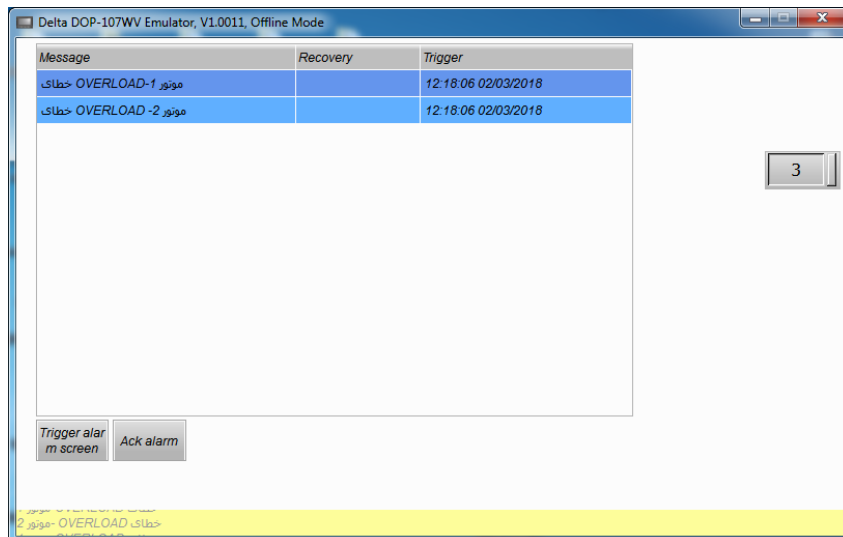 Delta DOP-107WV Emulator, V1.0011, Offline Mode
Message Recovery Trigger
خطای OVERLOAD-1 موتور 12:18:06 02/03/2018
خطای OVERLOAD -2 موتور 12:18:06 02/03/2018
3
Trigger alar
m screen
Ack alarm
خطای OVERLOAD -موتور 2